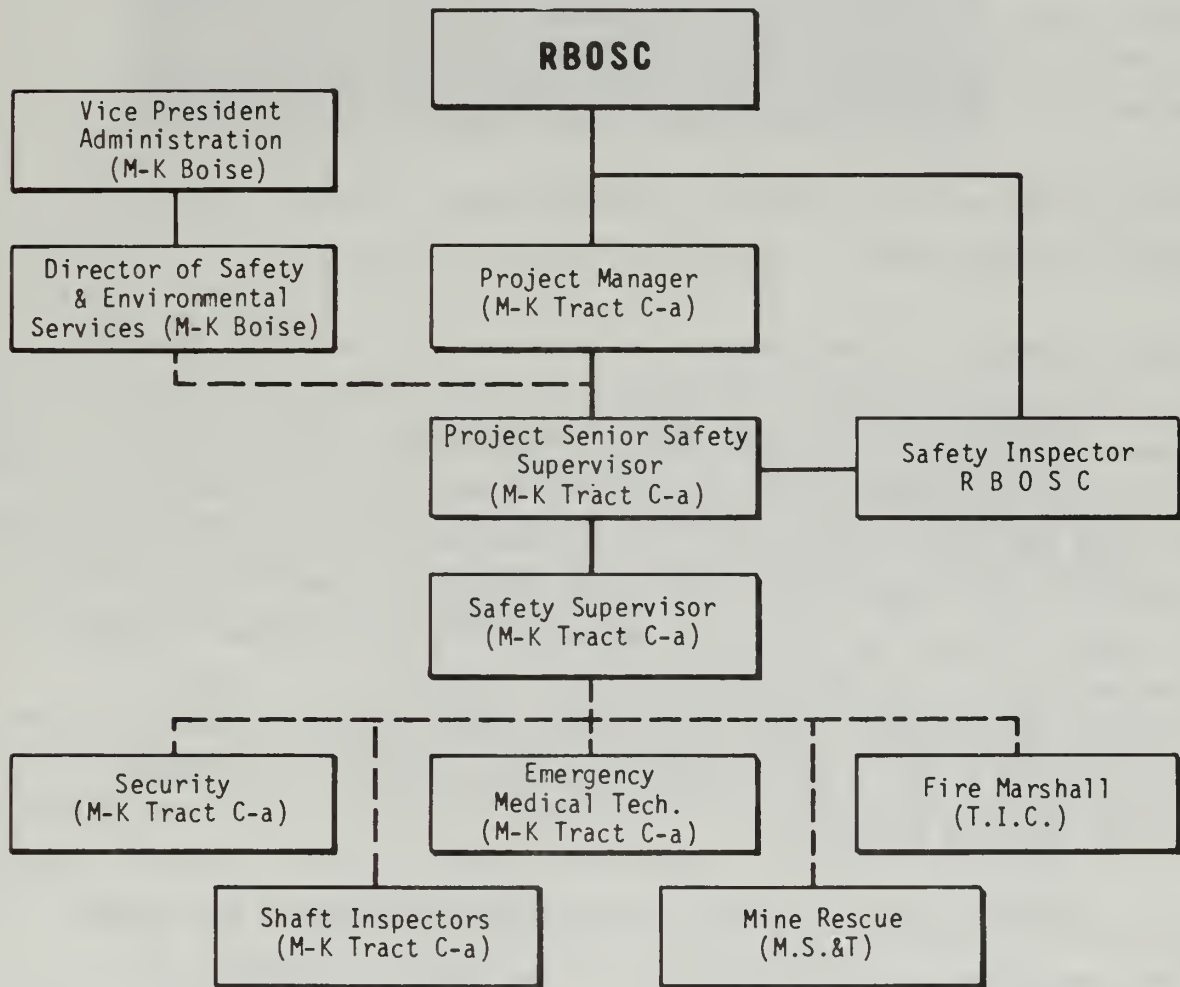 RBOSC
Vice President
Administration
(M-K Boise)
Director of Safety
& Environmental
Services (M-K Boise)
Project Manager
(M-K Tract C-a)
Project Senior Safety
Supervisor
(M-K Tract C-a)
Safety Inspector
R B O S C
Safety Supervisor
(M-K Tract C-a)
Security
(M-K Tract C-a)
Emergency
Medical Tech.
(M-K Tract C-a)
Fire Marshall
(T.I.C.)
Shaft Inspectors
(M-K Tract C-a)
Mine Rescue
(M.S.&T)